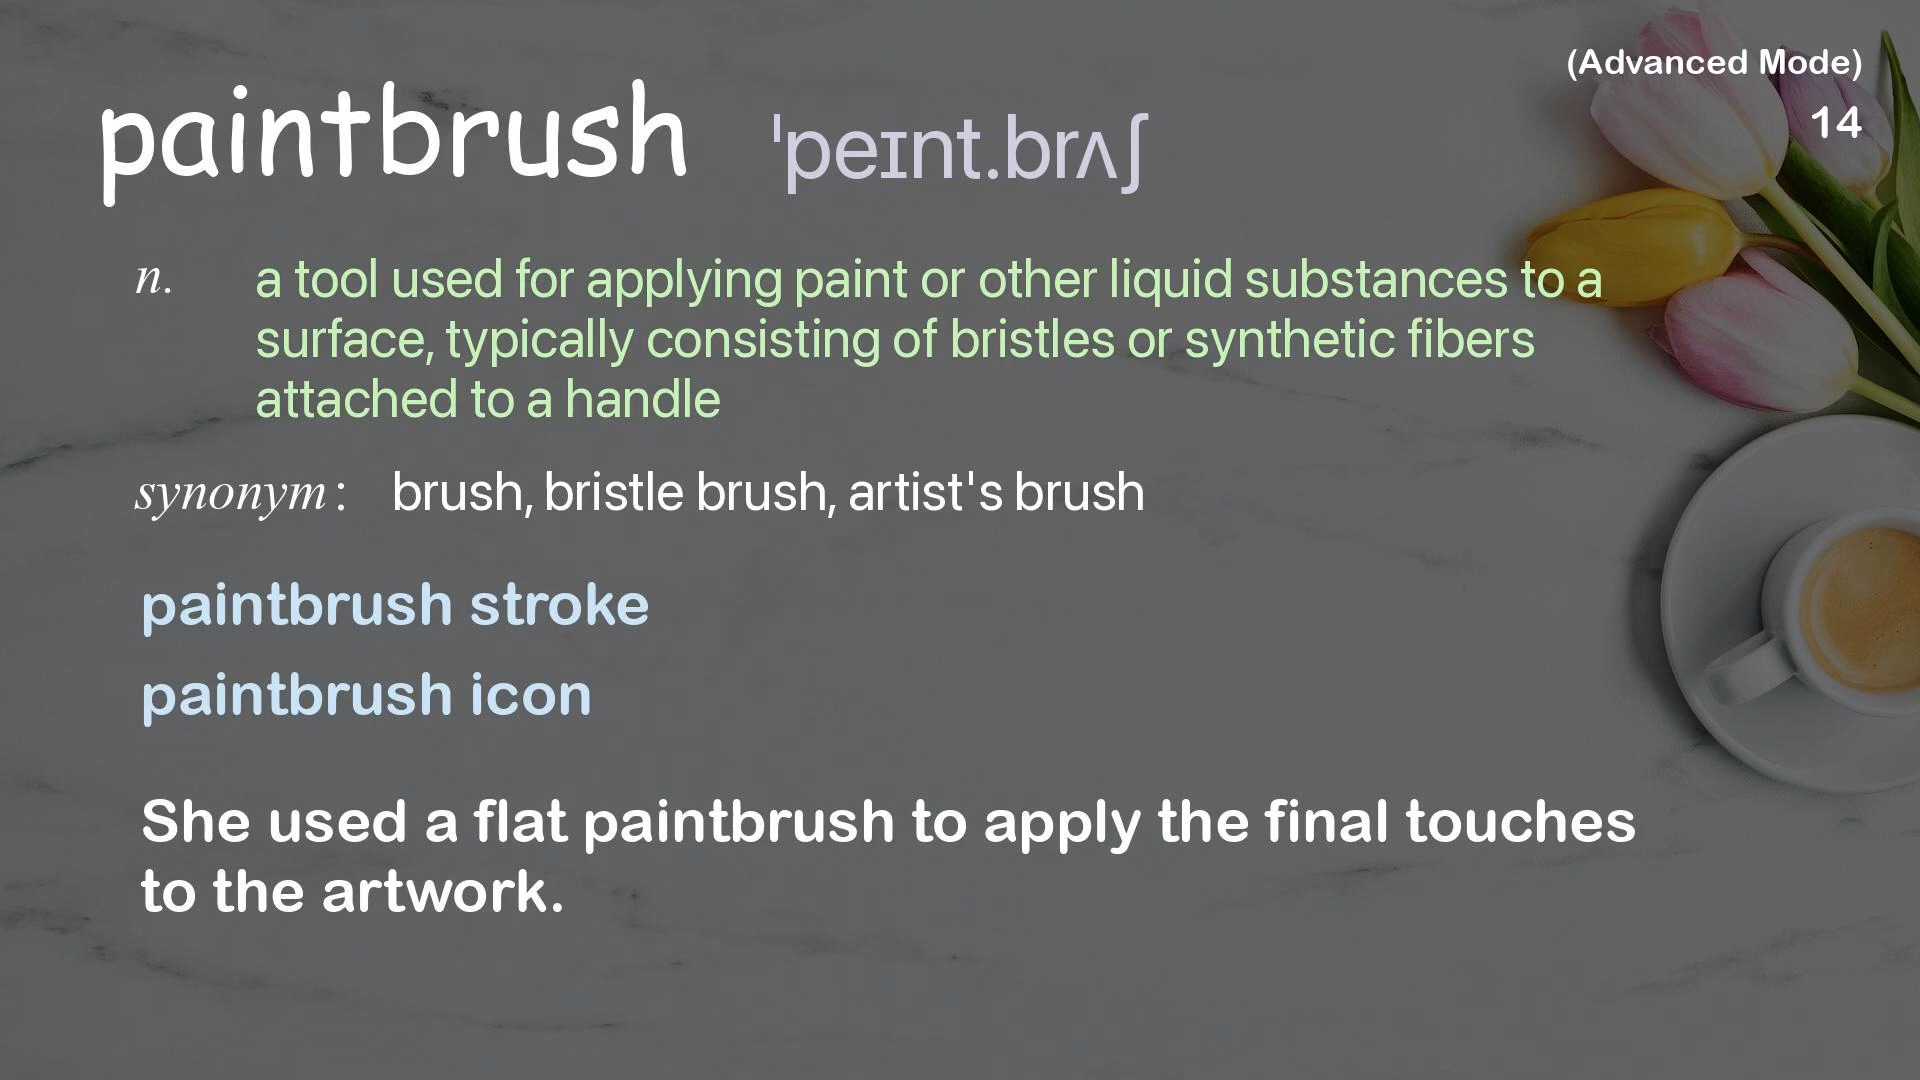 (Advanced Mode)
14
paintbrush ˈpeɪnt.brʌʃ
n. a tool used for applying paint or other liquid substances to a
surface, typically consisting of bristles or synthetic fibers
attached to a handle
synonym: brush, bristle brush, artist's brush
paintbrush stroke
paintbrush icon
She used a flat paintbrush to apply the final touches
to the artwork.